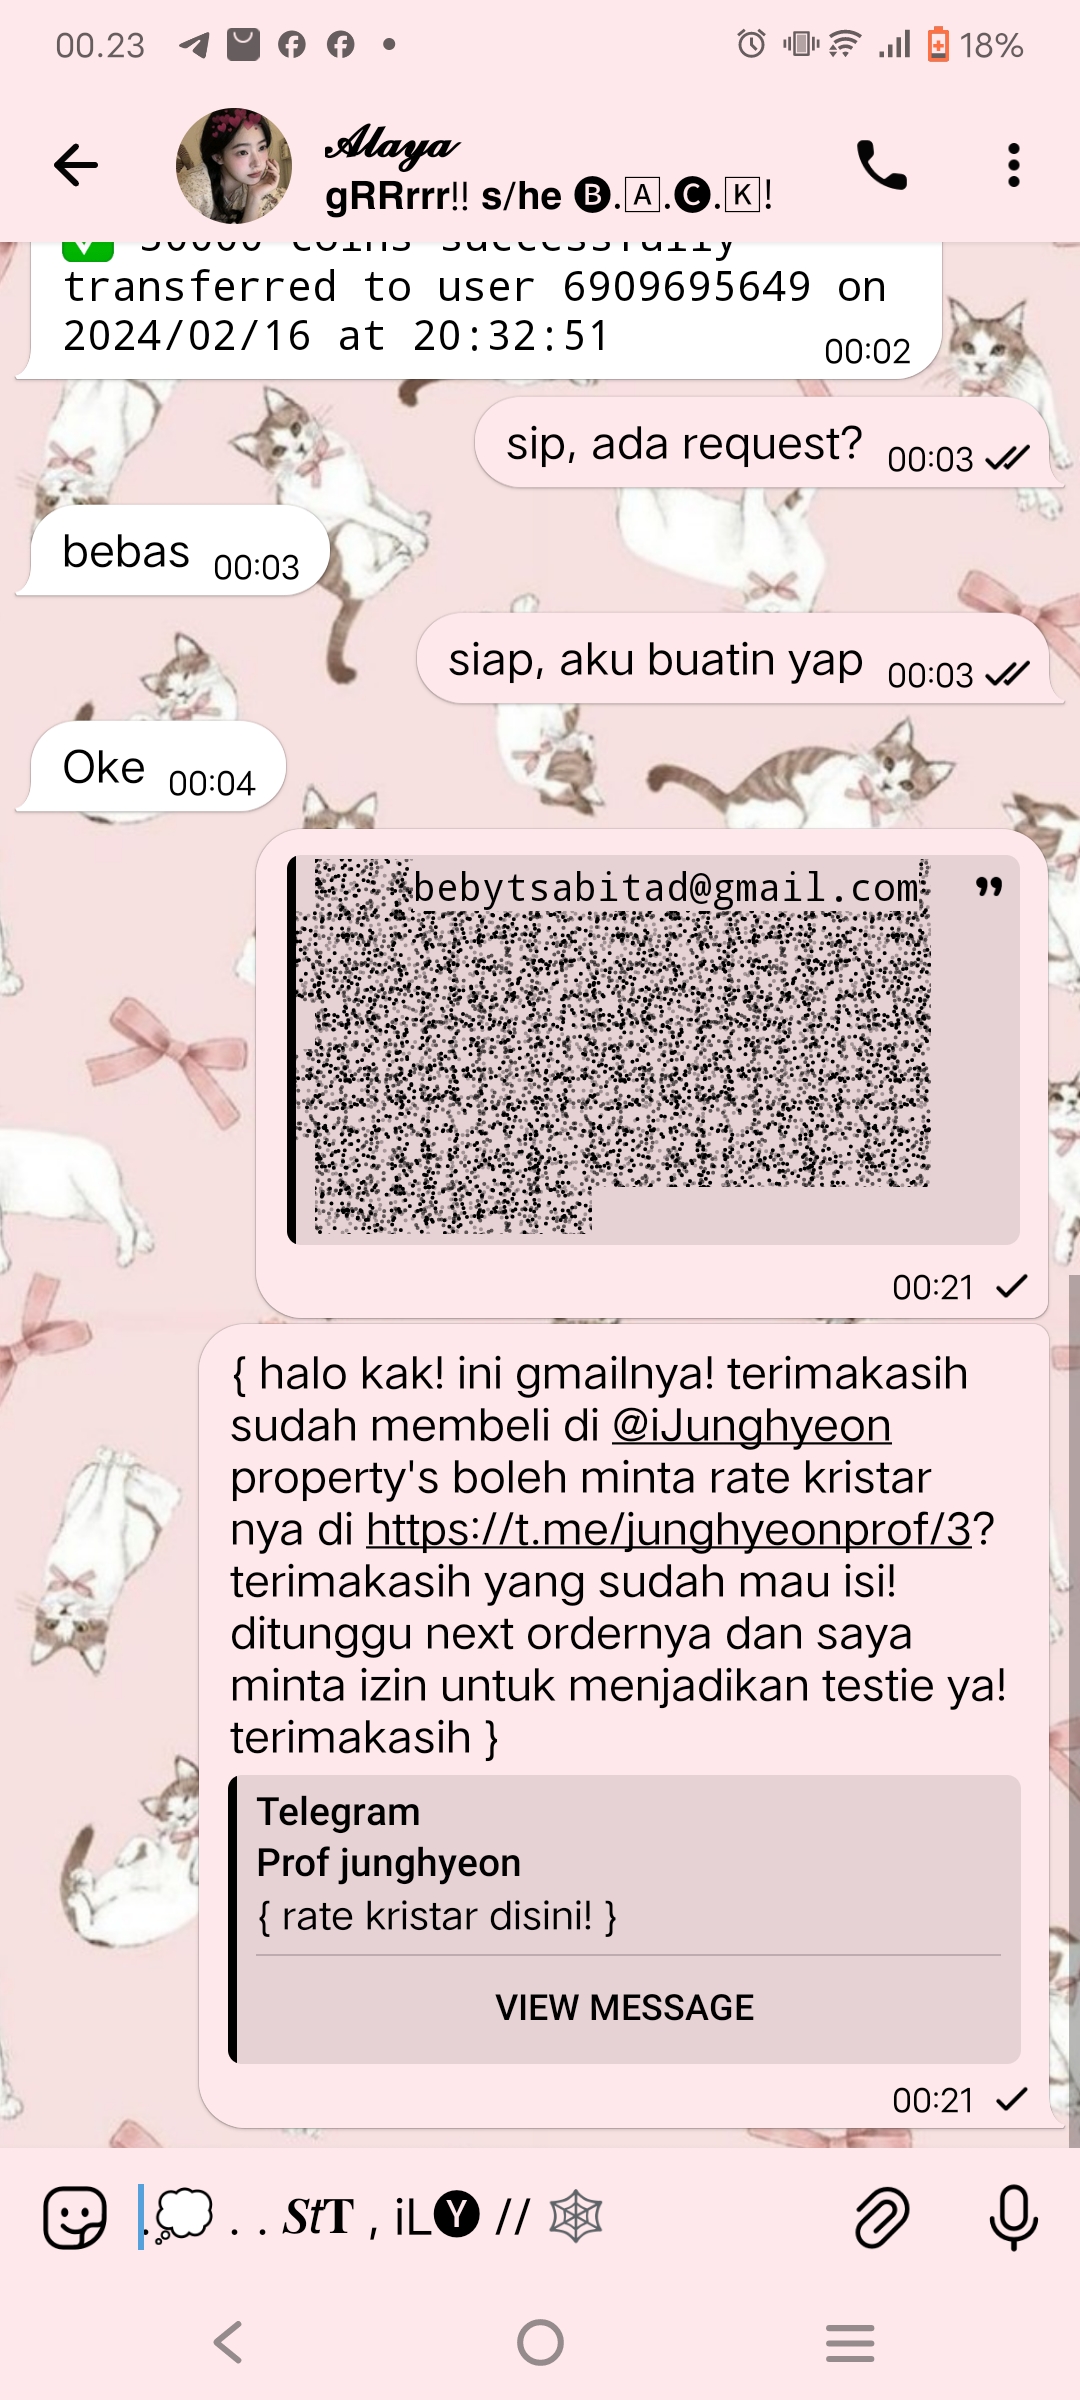 00.23
18%
Alaya
gRRrrr!! s/he 🅑.🄰.🅒.🄺!
✅ 50000 coins successfully
transferred to user 6909695649 on
2024/02/16 at 20:32:51
00:02
sip, ada request? 00:03
bebas 00:03
siap, aku buatin yap 00:03
Oke 00:04
bebytsabitad@gmail.com
00:21
{ halo kak! ini gmailnya! terimakasih
sudah membeli di @iJunghyeon
property's boleh minta rate kristar
nya di https://t.me/junghyeonprof/3?
terimakasih yang sudah mau isi!
ditunggu next ordernya dan saya
minta izin untuk menjadikan testie ya!
terimakasih }
Telegram
Prof junghyeon
{ rate kristar disini! }
VIEW MESSAGE
00:21
.💭 . . StT , iL🅨 // 🕸